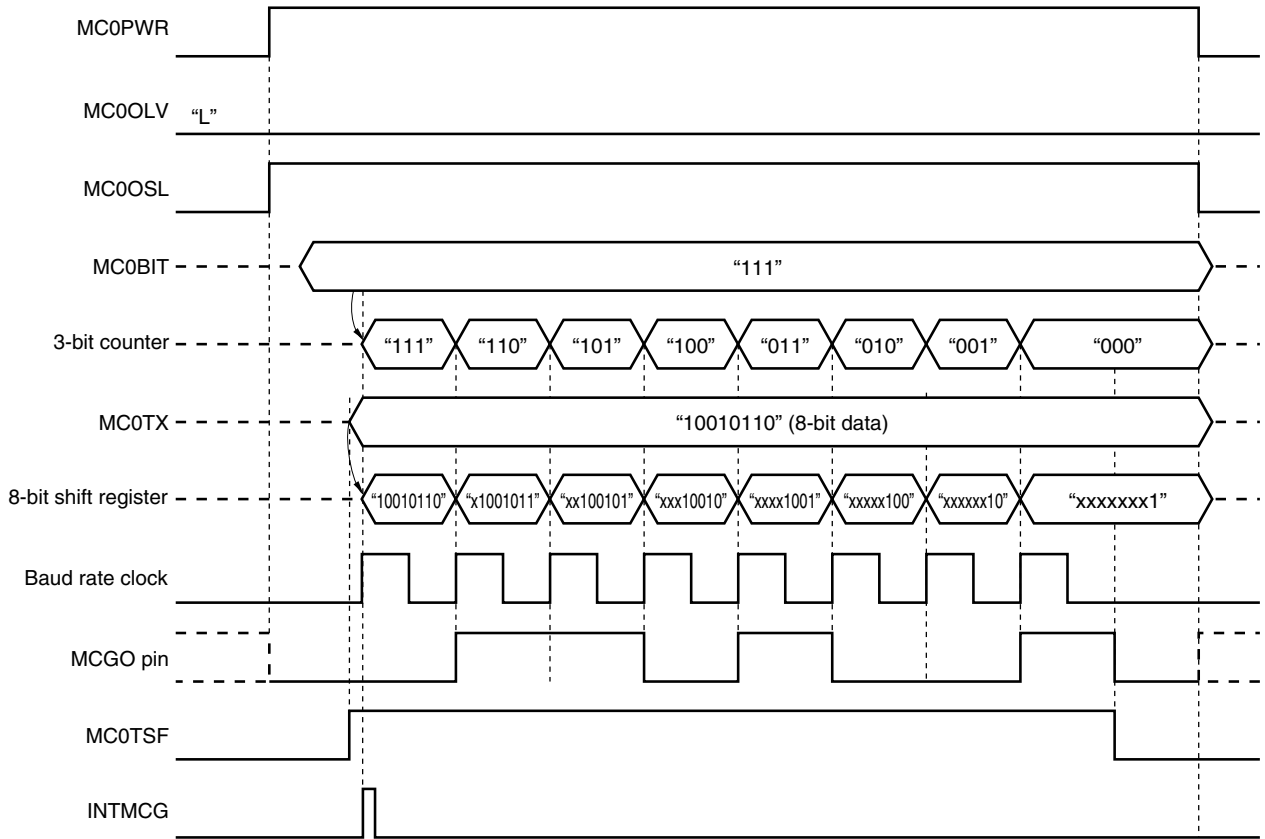 MC0PWR
MC0OLV “L”
MC0OSL
MC0BIT “111”
3-bit counter “111” “110” “101” “100” “011” “010” “001” “000”
MC0TX “10010110” (8-bit data)
8-bit shift register “10010110” “x1001011” “xx100101” “xxx10010” “xxxx1001” “xxxxx100” “xxxxxx10” “xxxxxxx1”
Baud rate clock
MCGO pin
MC0TSF
INTMCG